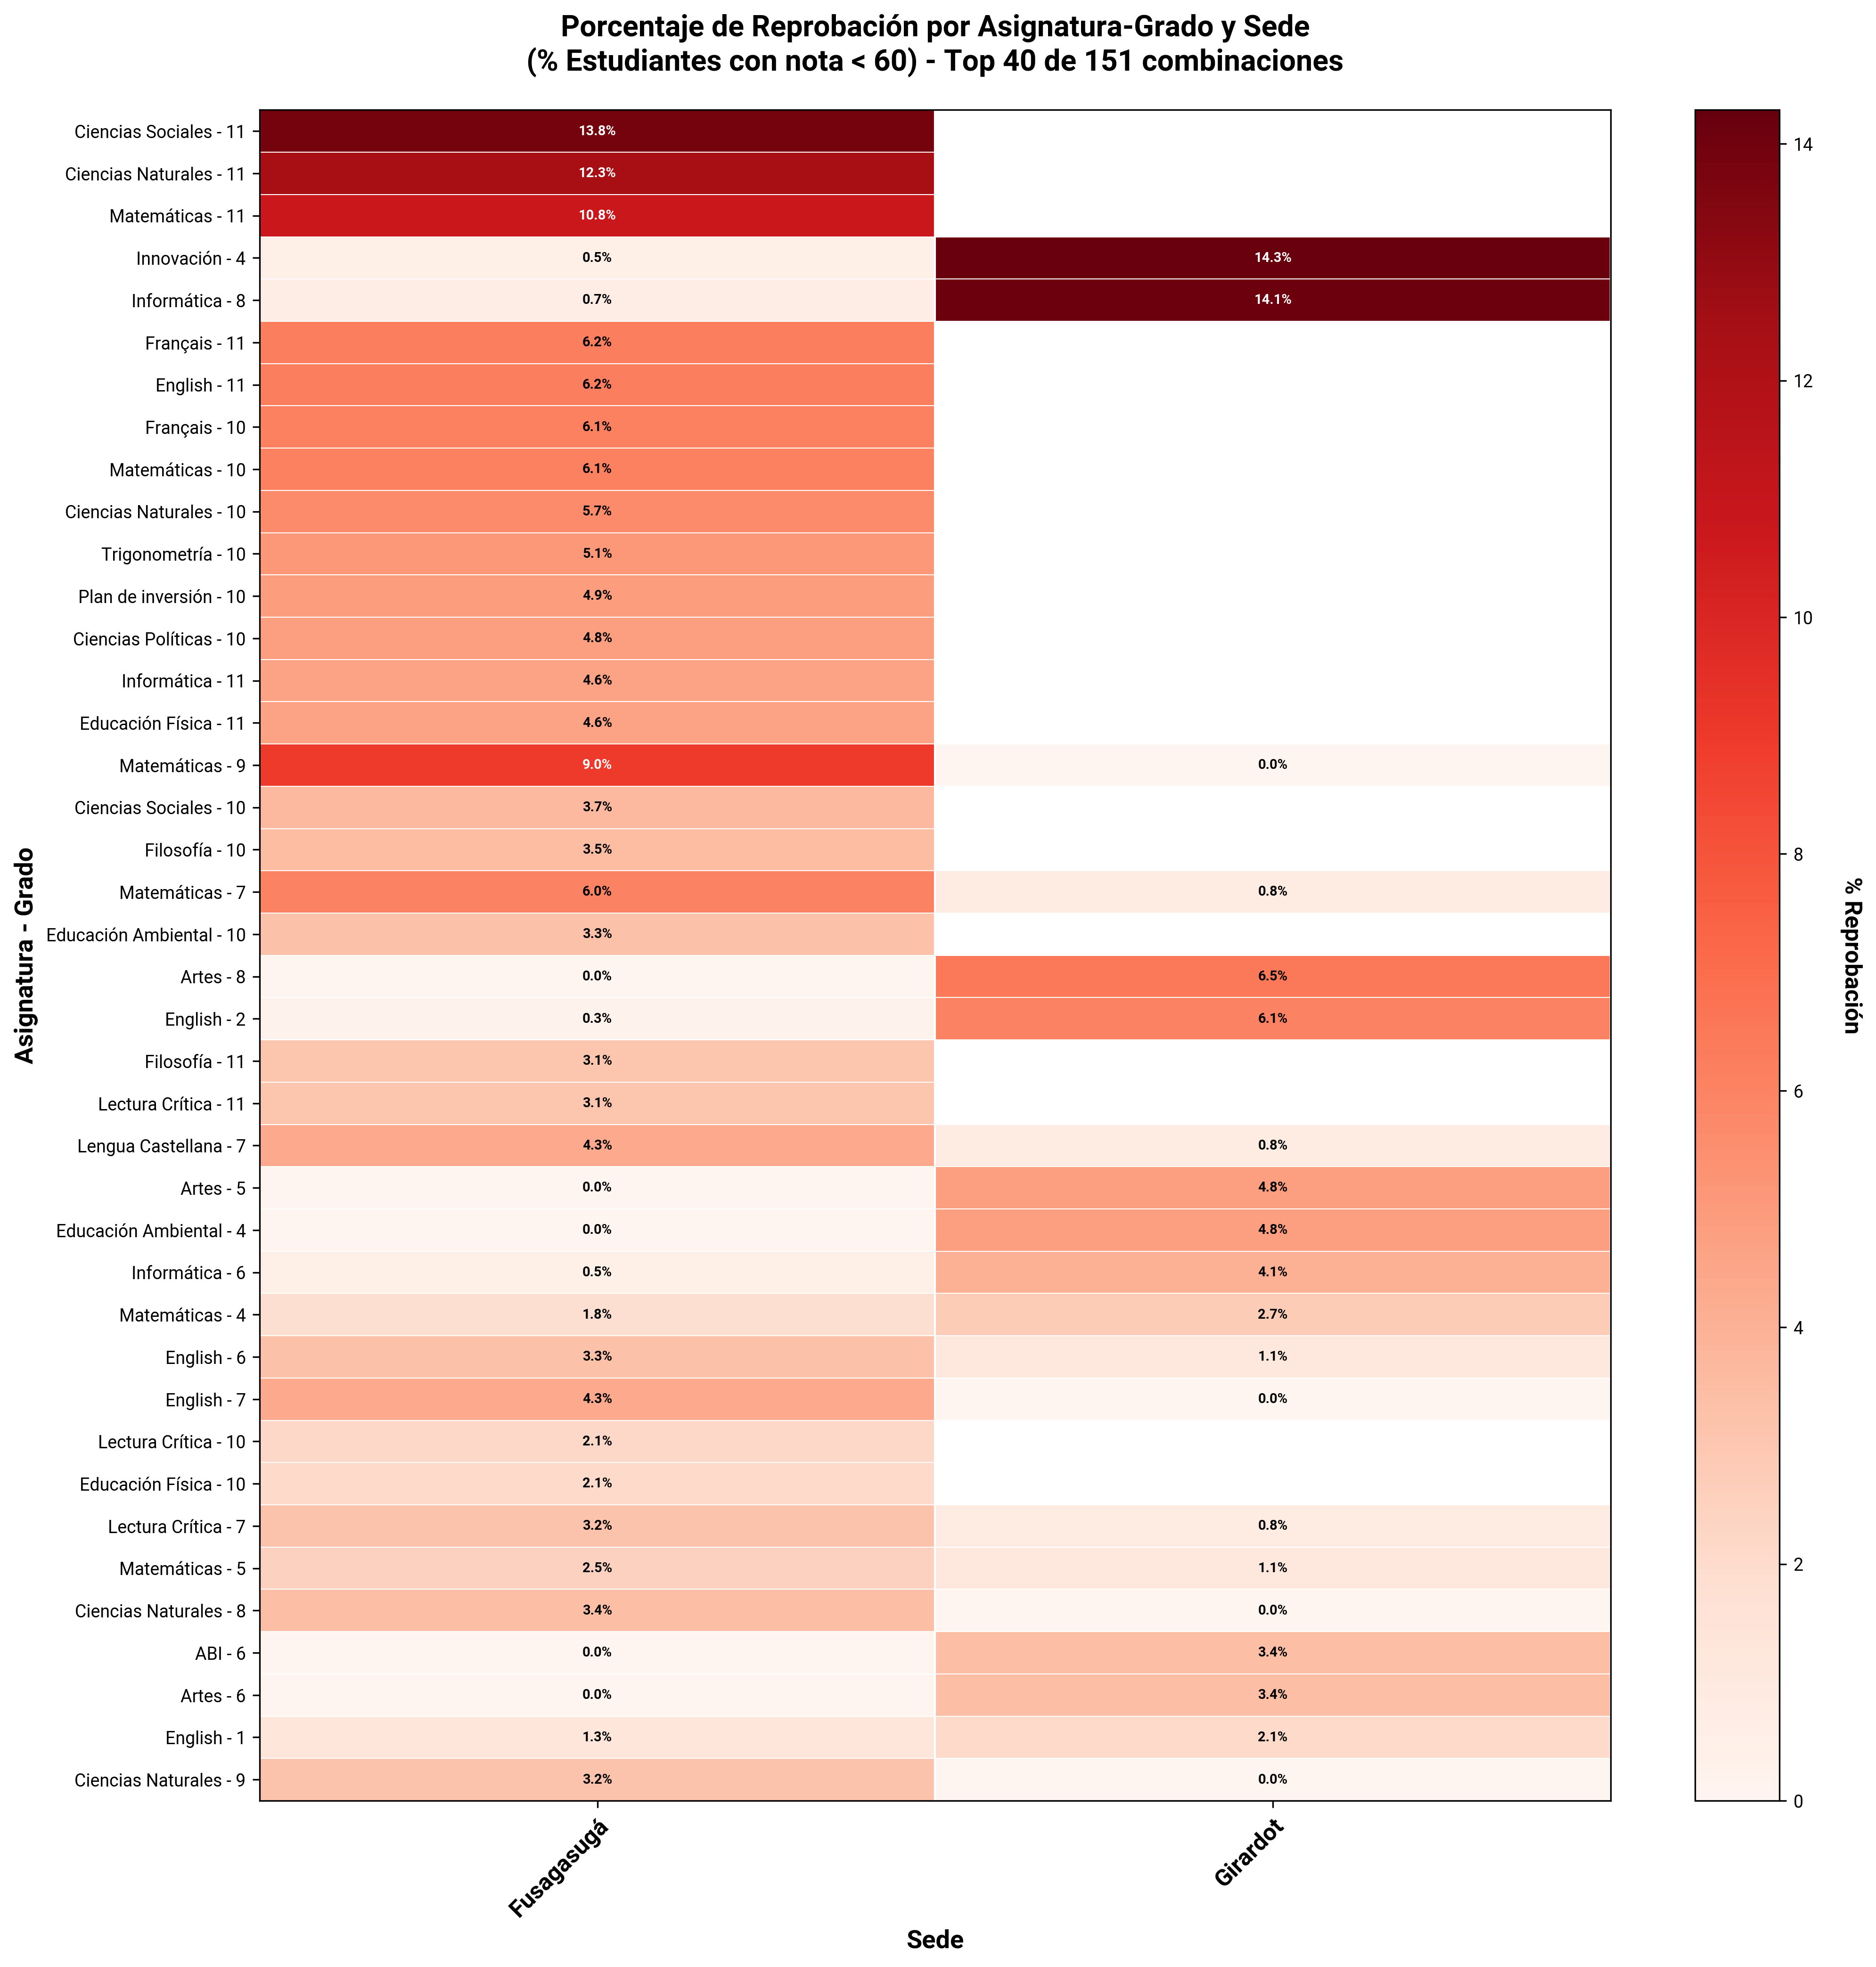 Porcentaje de Reprobación por Asignatura-Grado y Sede
(% Estudiantes con nota < 60) - Top 40 de 151 combinaciones
Asignatura - Grado
Ciencias Sociales - 11 13.8%
Ciencias Naturales - 11 12.3%
Matemáticas - 11 10.8%
Innovación - 4 0.5% 14.3%
Informática - 8 0.7% 14.1%
Français - 11 6.2%
English - 11 6.2%
Français - 10 6.1%
Matemáticas - 10 6.1%
Ciencias Naturales - 10 5.7%
Trigonometría - 10 5.1%
Plan de inversión - 10 4.9%
Ciencias Políticas - 10 4.8%
Informática - 11 4.6%
Educación Física - 11 4.6%
Matemáticas - 9 9.0% 0.0%
Ciencias Sociales - 10 3.7%
Filosofía - 10 3.5%
Matemáticas - 7 6.0% 0.8%
Educación Ambiental - 10 3.3%
Artes - 8 0.0% 6.5%
English - 2 0.3% 6.1%
Filosofía - 11 3.1%
Lectura Crítica - 11 3.1%
Lengua Castellana - 7 4.3% 0.8%
Artes - 5 0.0% 4.8%
Educación Ambiental - 4 0.0% 4.8%
Informática - 6 0.5% 4.1%
Matemáticas - 4 1.8% 2.7%
English - 6 3.3% 1.1%
English - 7 4.3% 0.0%
Lectura Crítica - 10 2.1%
Educación Física - 10 2.1%
Lectura Crítica - 7 3.2% 0.8%
Matemáticas - 5 2.5% 1.1%
Ciencias Naturales - 8 3.4% 0.0%
ABI - 6 0.0% 3.4%
Artes - 6 0.0% 3.4%
English - 1 1.3% 2.1%
Ciencias Naturales - 9 3.2% 0.0%
Fusagasugá Girardot
Sede
14
12
10
8
6
4
2
0
% Reprobación